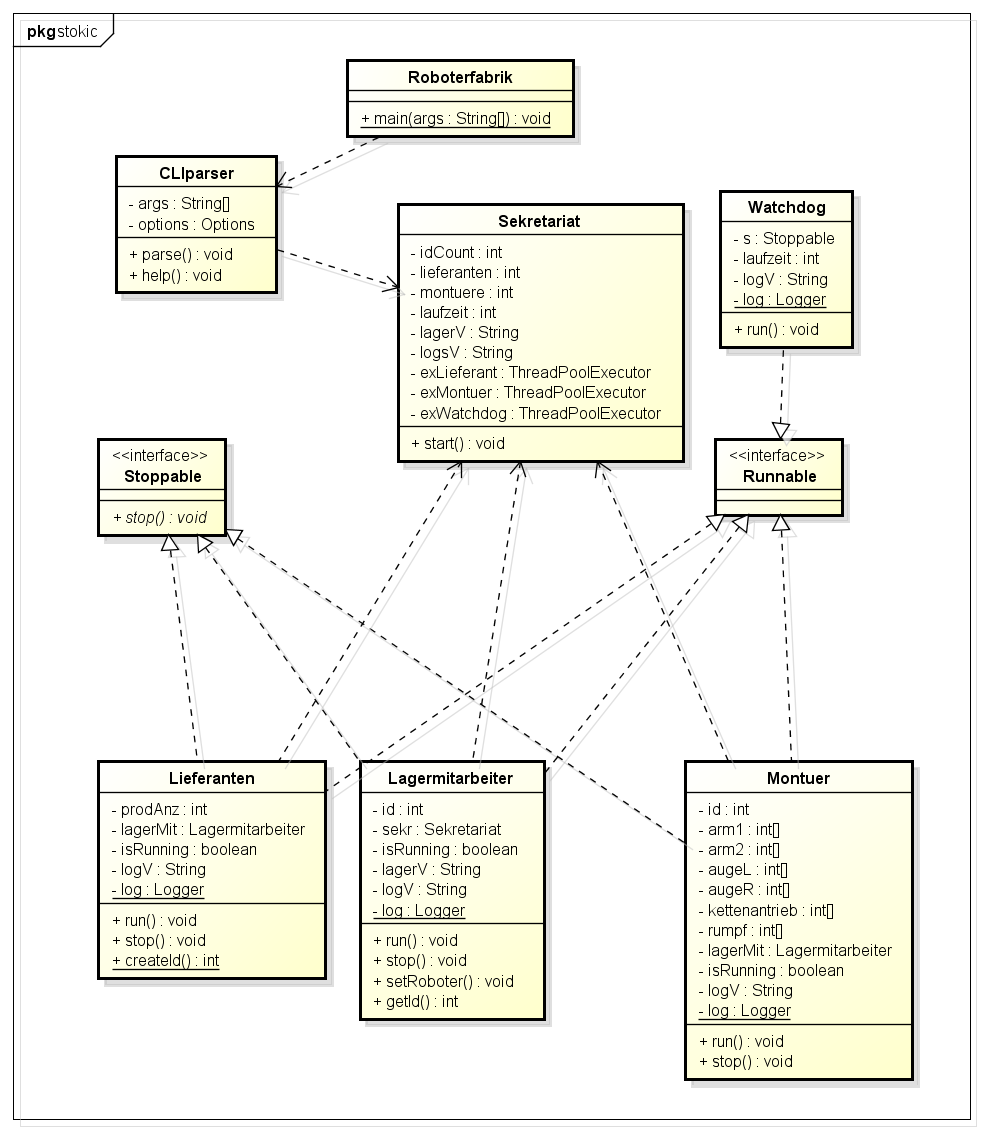 pkg stokic
Roboterfabrik
+ main(args : String[]) : void
CLIparser
- args : String[]
- options : Options
+ parse() : void
+ help() : void
Sekretariat
- idCount : int
- lieferanten : int
- montuere : int
- laufzeit : int
- lagerV : String
- logsV : String
- exLieferant : ThreadPoolExecutor
- exMontuer : ThreadPoolExecutor
- exWatchdog : ThreadPoolExecutor
+ start() : void
Watchdog
- s : Stoppable
- laufzeit : int
- logV : String
- log : Logger
+ run() : void
<<interface>>
Stoppable
+ stop() : void
<<interface>>
Runnable
Lieferanten
- prodAnz : int
- lagerMit : Lagermitarbeiter
- isRunning : boolean
- logV : String
- log : Logger
+ run() : void
+ stop() : void
+ createId() : int
Lagermitarbeiter
- id : int
- sekr : Sekretariat
- isRunning : boolean
- lagerV : String
- logV : String
- log : Logger
+ run() : void
+ stop() : void
+ setRoboter() : void
+ getId() : int
Montuer
- id : int
- arm1 : int[]
- arm2 : int[]
- augeL : int[]
- augeR : int[]
- kettenantrieb : int[]
- rumpf : int[]
- lagerMit : Lagermitarbeiter
- isRunning : boolean
- logV : String
- log : Logger
+ run() : void
+ stop() : void